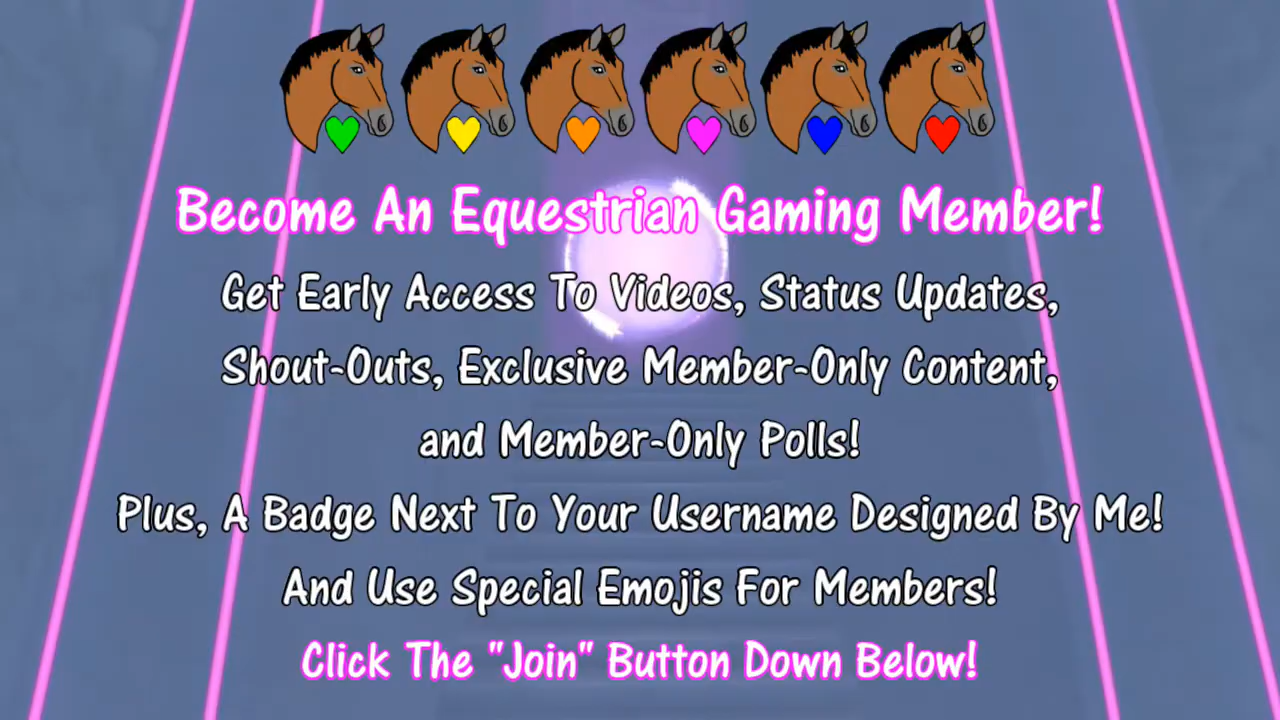 Become An Equestrian Gaming Member!
Get Early Access To Videos, Status Updates,
Shout-Outs, Exclusive Member-Only Content,
and Member-Only Polls!
Plus, A Badge Next To Your Username Designed By Me!
And Use Special Emojis For Members!
Click The "Join" Button Down Below!